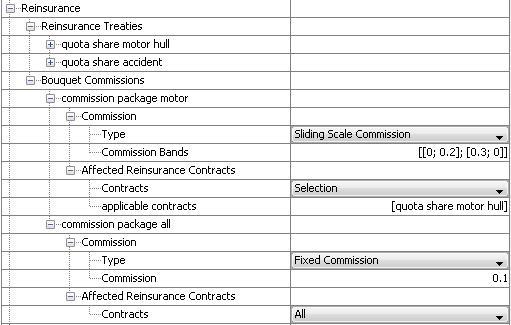 Reinsurance
Reinsurance Treaties
quota share motor hull
quota share accident
Bouquet Commissions
commission package motor
Commission
Type Sliding Scale Commission
Commission Bands [[0; 0.2]; [0.3; 0]]
Affected Reinsurance Contracts
Contracts Selection
applicable contracts [quota share motor hull]
commission package all
Commission
Type Fixed Commission
Commission 0.1
Affected Reinsurance Contracts
Contracts All